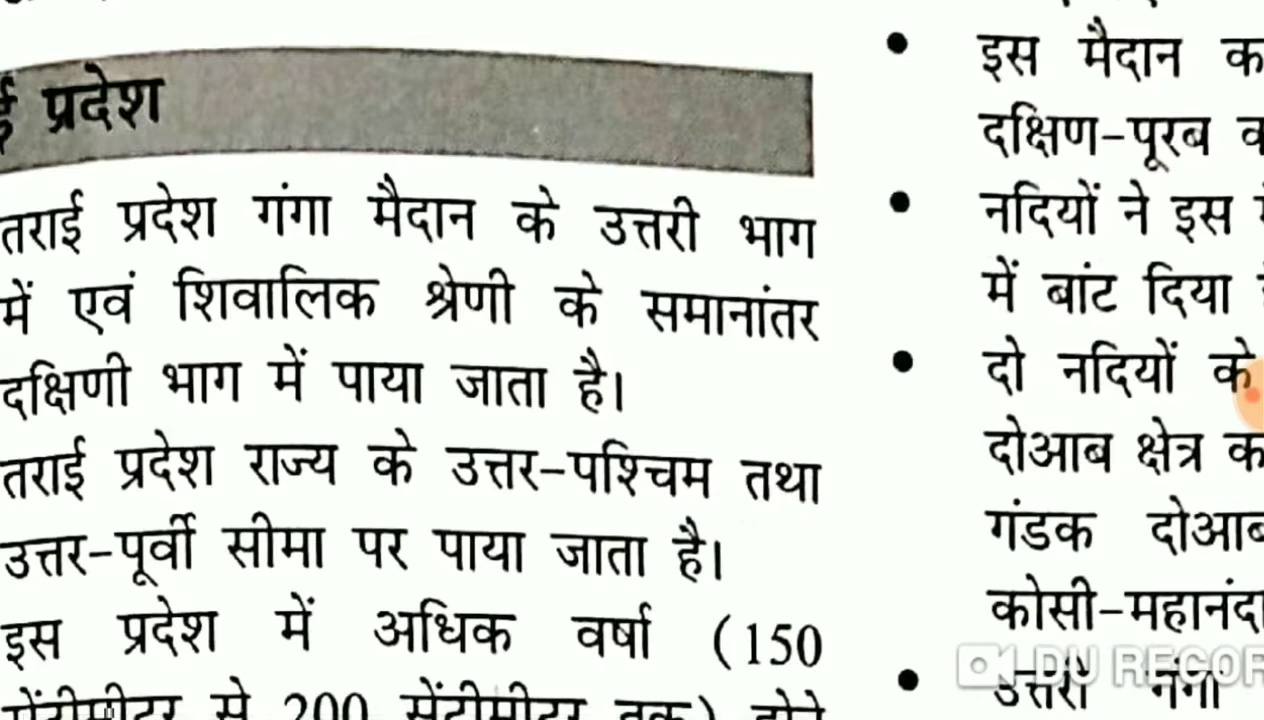 प्रदेश
तराई प्रदेश गंगा मैदान के उत्तरी भाग
में एवं शिवालिक श्रेणी के समानांतर
दक्षिणी भाग में पाया जाता है।
तराई प्रदेश राज्य के उत्तर-पश्चिम तथा
उत्तर-पूर्वी सीमा पर पाया जाता है।
इस प्रदेश में अधिक वर्षा (150
सेंटीमीटर से 200 सेंटीमीटर तक) होने
• इस मैदान
दक्षिण-पूरब
• नदियों ने इस
में बांट दिया
• दो नदियों के
दोआब क्षेत्र
गंडक दोआब
कोसी-महानंदा
• उत्तरी गंगा
DU RECOR